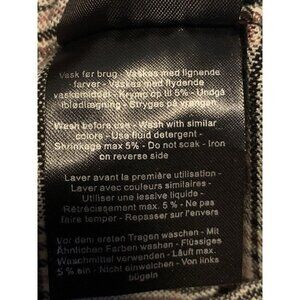 Vask før brug - Vaskes med lignende
farver - Vaskes med flydende
vaskemiddel - Krymp op til 5% - Undgå
iblødlægning - Stryges på vrangen
Wash before use - Wash with similar
colors - Use fluid detergent -
Shrinkage max 5% - Do not soak - Iron
on reverse side
Laver avant la première utilisation -
Laver avec couleurs similaires -
Utiliser une lessive liquide -
Rétrécissement max. 5 % - Ne pas
faire temper - Repasser sur l'envers
Vor dem ersten Tragen waschen - Mit
Ähnlichen Farben waschen - Flüssiges
Waschmittel verwenden - Läuft max.
5 % ein - Nicht einweichen - Von links
bügeln